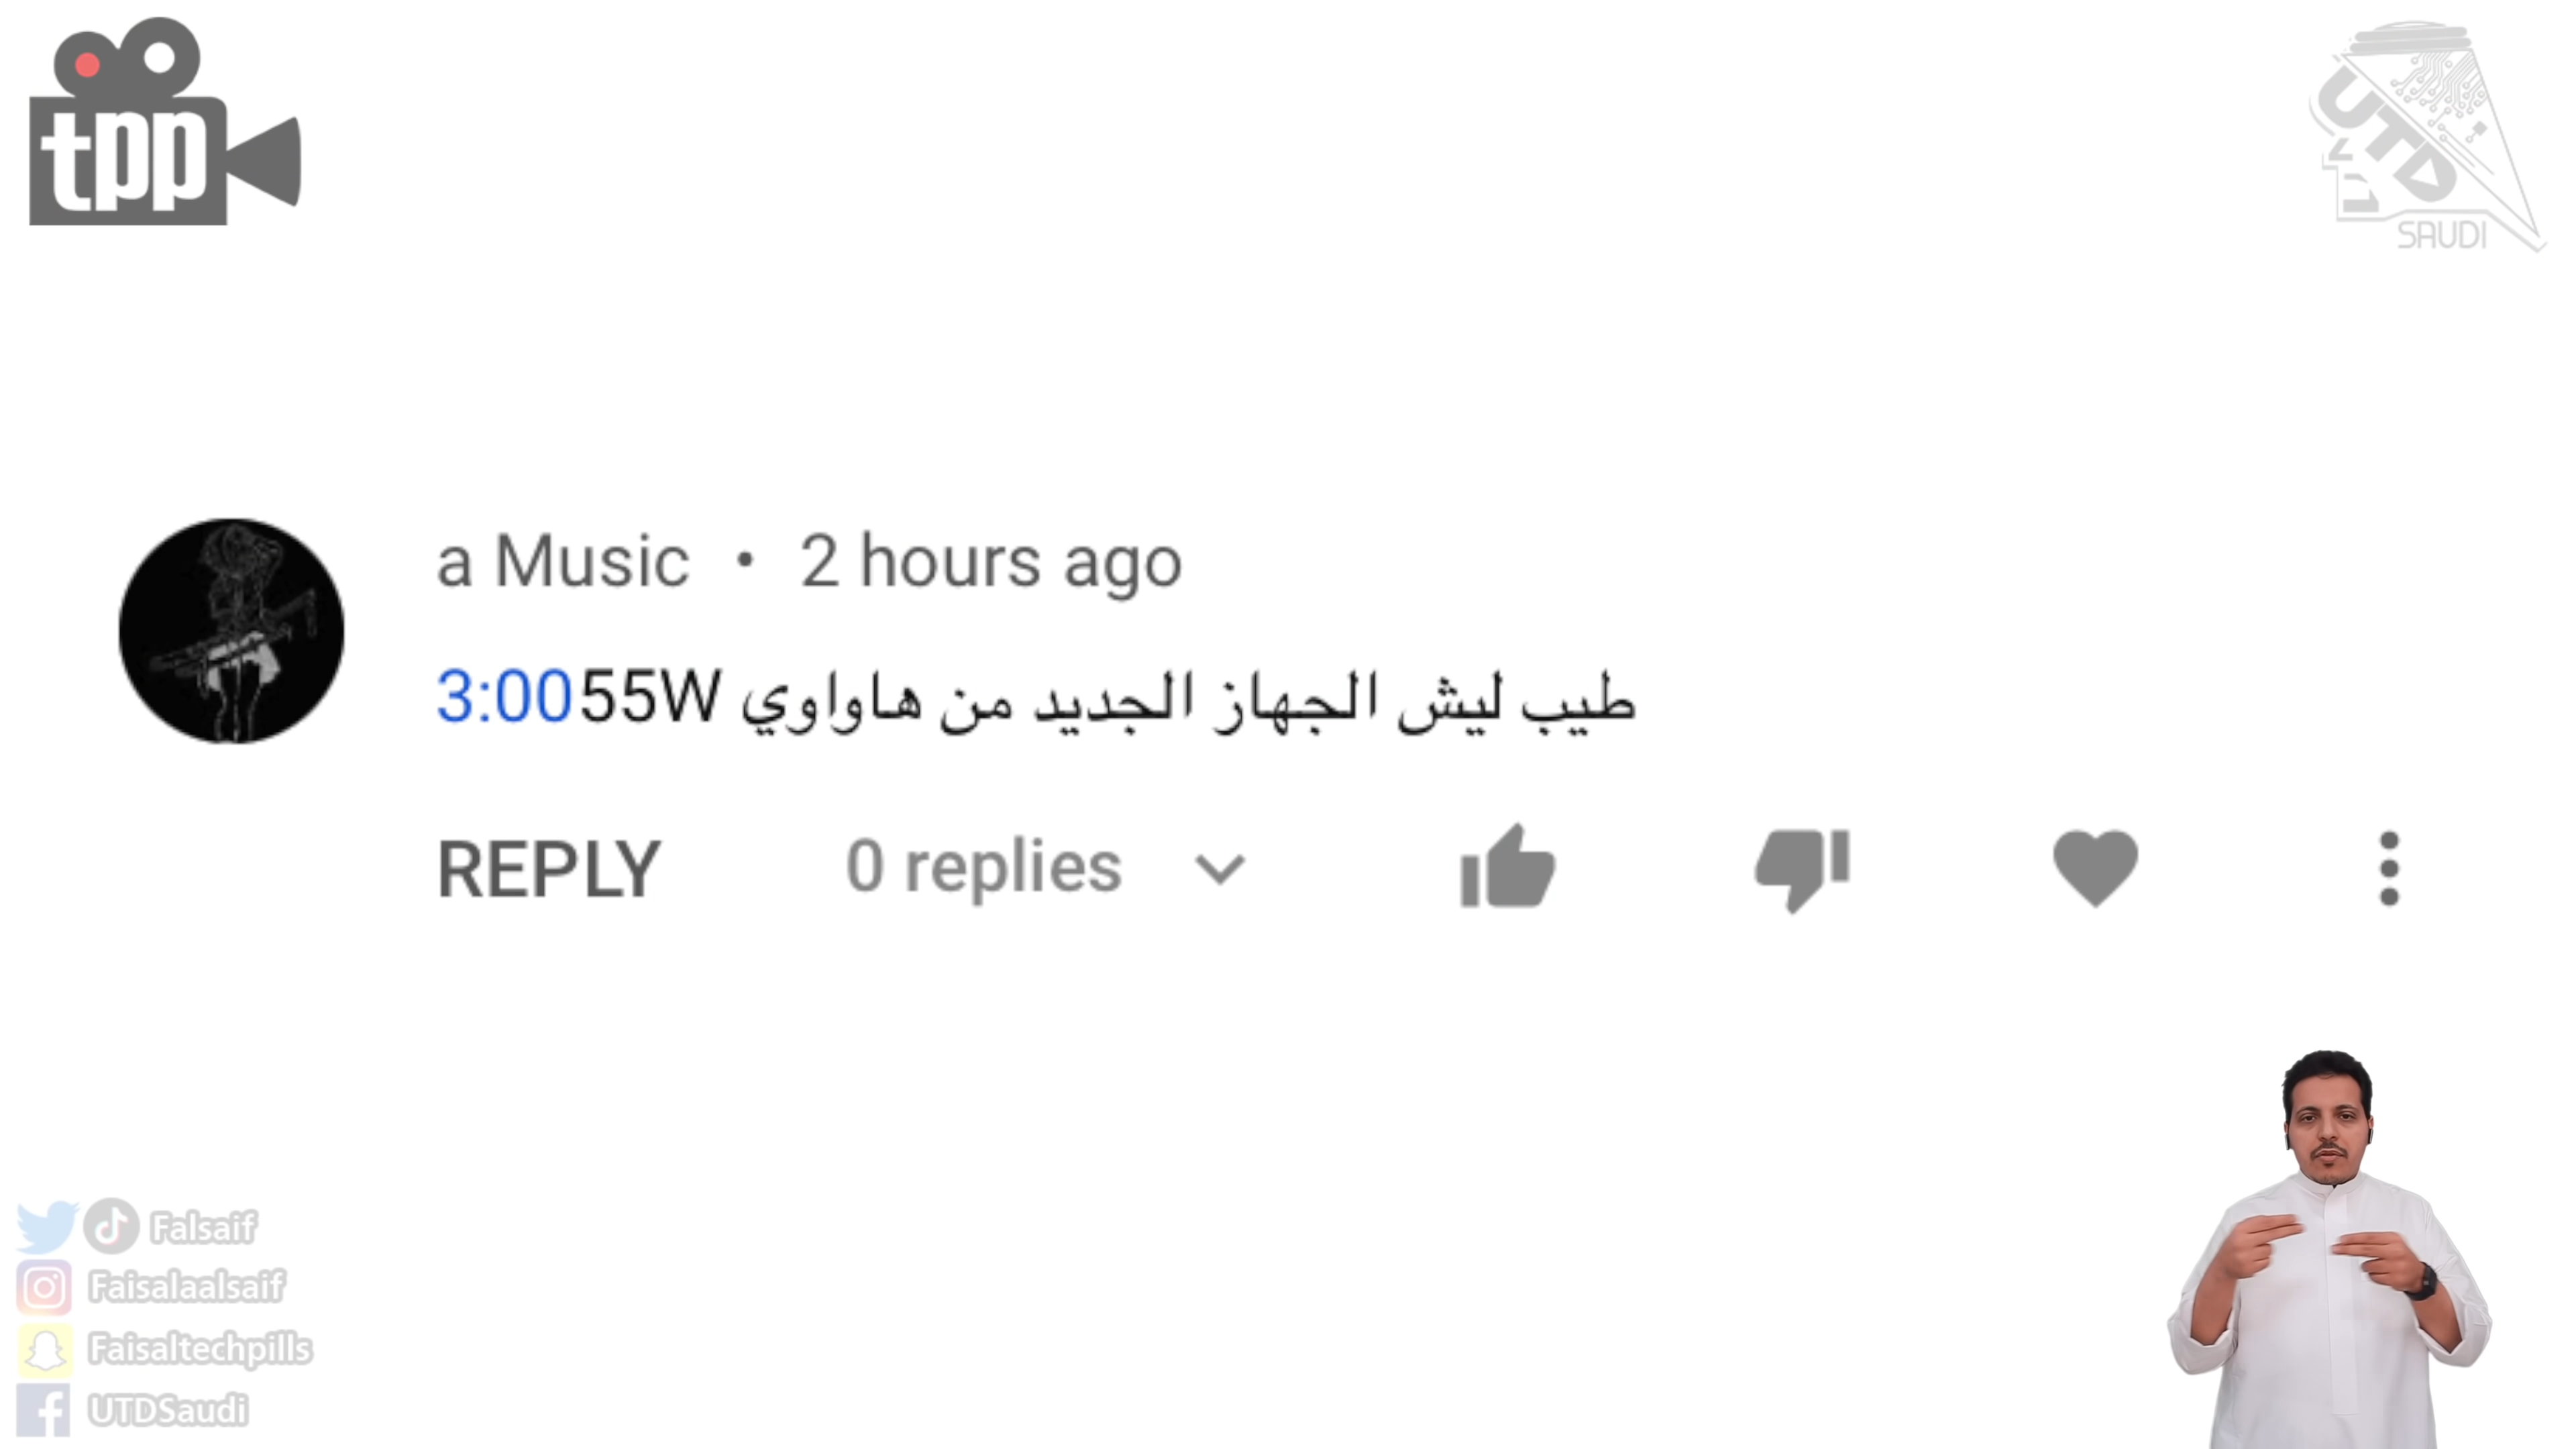 tpp
UTD
SAUDI
a Music • 2 hours ago
3:00 طيب ليش الجهاز الجديد من هاواوي 55W
REPLY 0 replies
Falsaif
Faisalaalsaif
Faisaltechpills
UTDSaudi